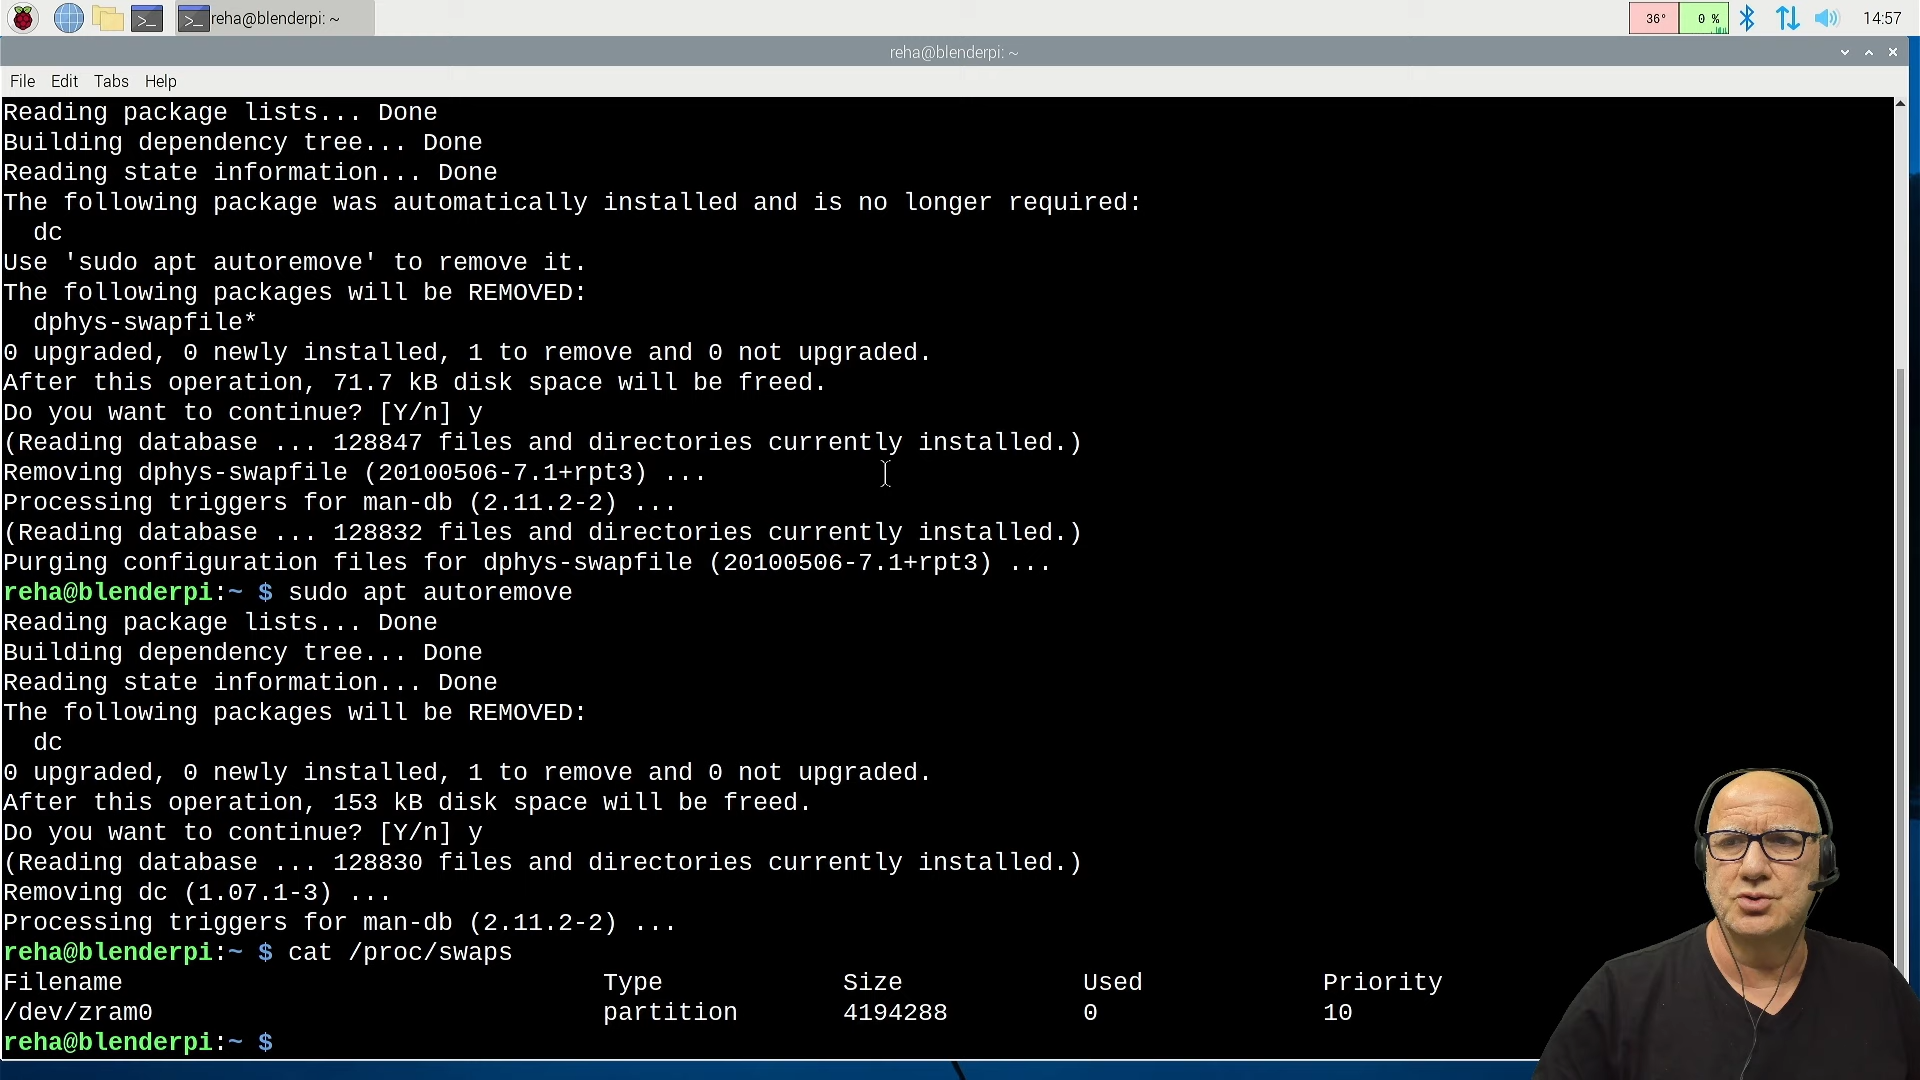 reha@blenderpi: ~
36°
0 %
14:57
reha@blenderpi: ~
File Edit Tabs Help
Reading package lists... Done
Building dependency tree... Done
Reading state information... Done
The following package was automatically installed and is no longer required:
dc
Use 'sudo apt autoremove' to remove it.
The following packages will be REMOVED:
dphys-swapfile*
0 upgraded, 0 newly installed, 1 to remove and 0 not upgraded.
After this operation, 71.7 kB disk space will be freed.
Do you want to continue? [Y/n] y
(Reading database ... 128847 files and directories currently installed.)
Removing dphys-swapfile (20100506-7.1+rpt3) ...
Processing triggers for man-db (2.11.2-2) ...
(Reading database ... 128832 files and directories currently installed.)
Purging configuration files for dphys-swapfile (20100506-7.1+rpt3) ...
reha@blenderpi:~ $ sudo apt autoremove
Reading package lists... Done
Building dependency tree... Done
Reading state information... Done
The following packages will be REMOVED:
dc
0 upgraded, 0 newly installed, 1 to remove and 0 not upgraded.
After this operation, 153 kB disk space will be freed.
Do you want to continue? [Y/n] y
(Reading database ... 128830 files and directories currently installed.)
Removing dc (1.07.1-3) ...
Processing triggers for man-db (2.11.2-2) ...
reha@blenderpi:~ $ cat /proc/swaps
Filename Type Size Used Priority
/dev/zram0 partition 4194288 0 10
reha@blenderpi:~ $